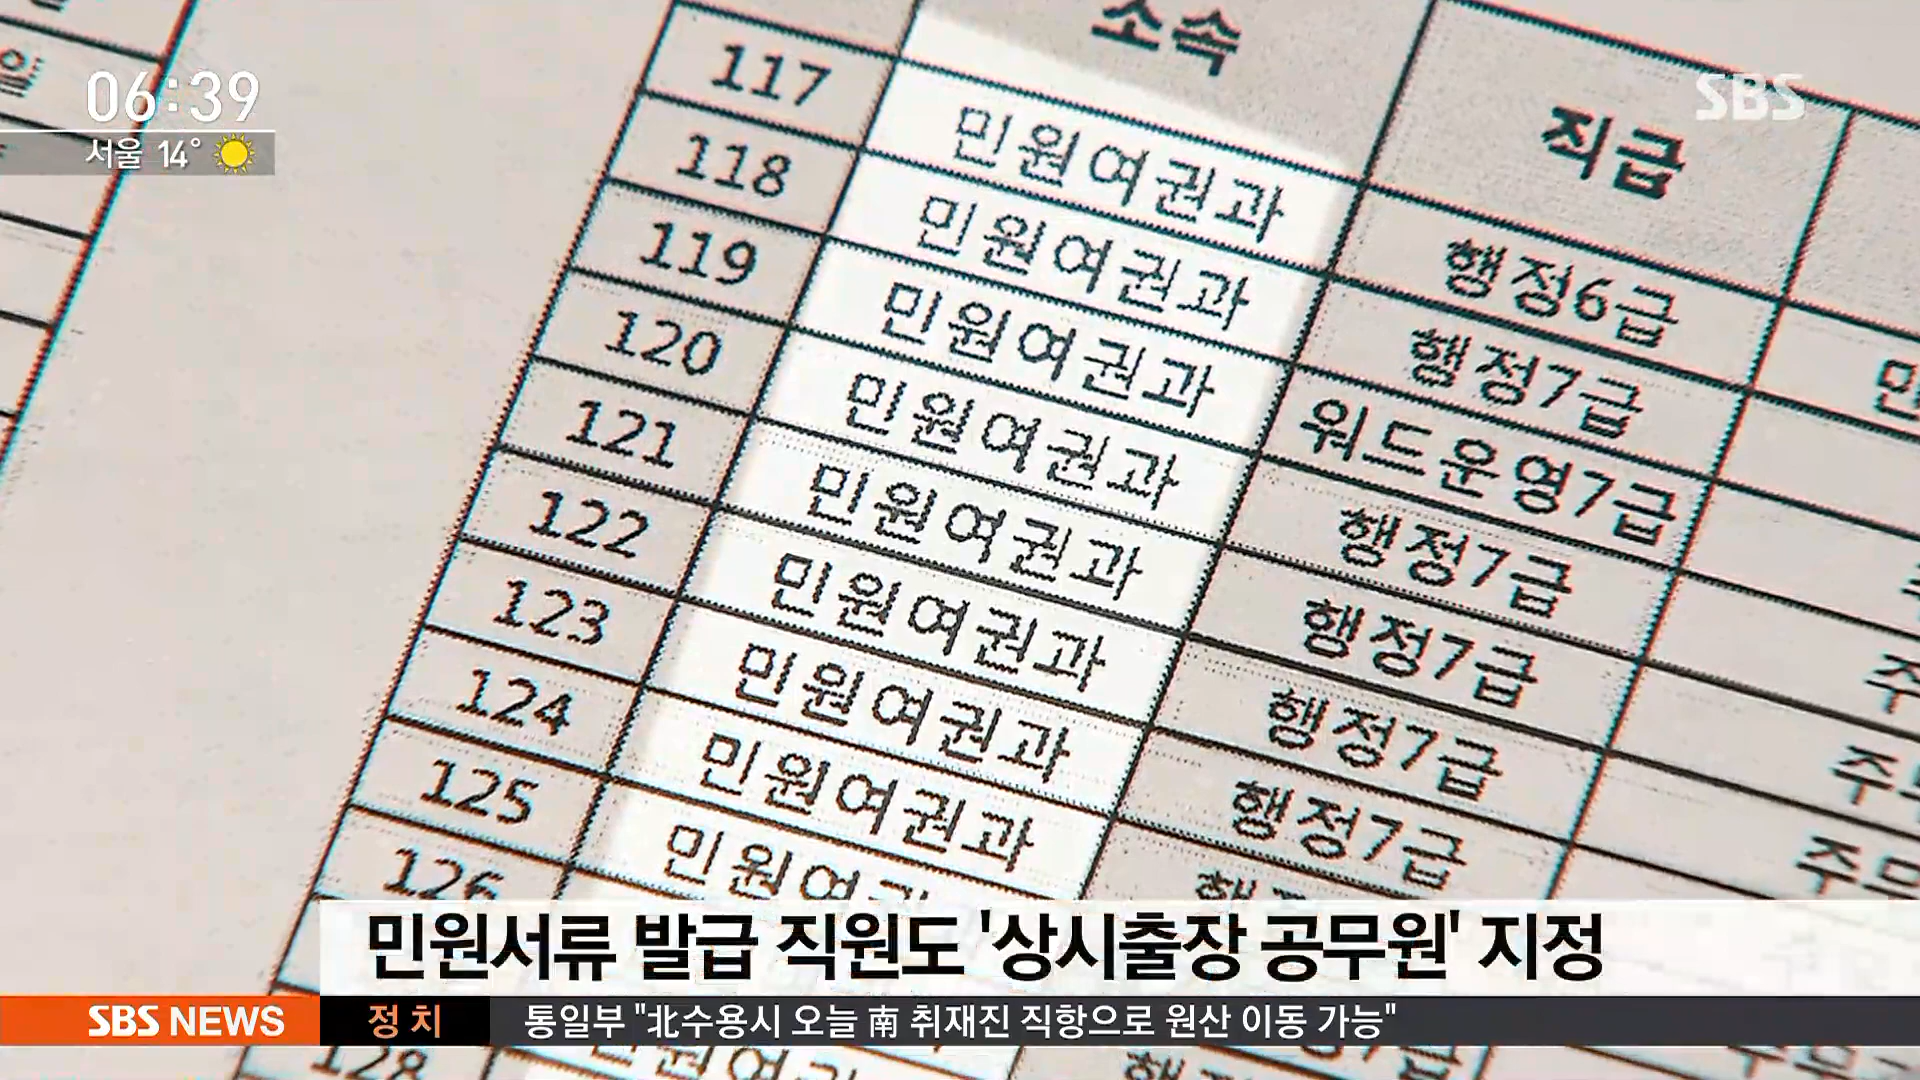 06:39
서울 14°
SBS
소속 직급
117 민원여권과 행정6급
118 민원여권과 행정7급
119 민원여권과 워드운영7급
120 민원여권과 행정7급
121 민원여권과 행정7급
122 민원여권과 행정7급
123 민원여권과 행정7급
124 민원여권과
125 민원여
126
민원서류 발급 직원도 '상시출장 공무원' 지정
SBS NEWS 정치 통일부 "北수용시 오늘 南 취재진 직항으로 원산 이동 가능"
128